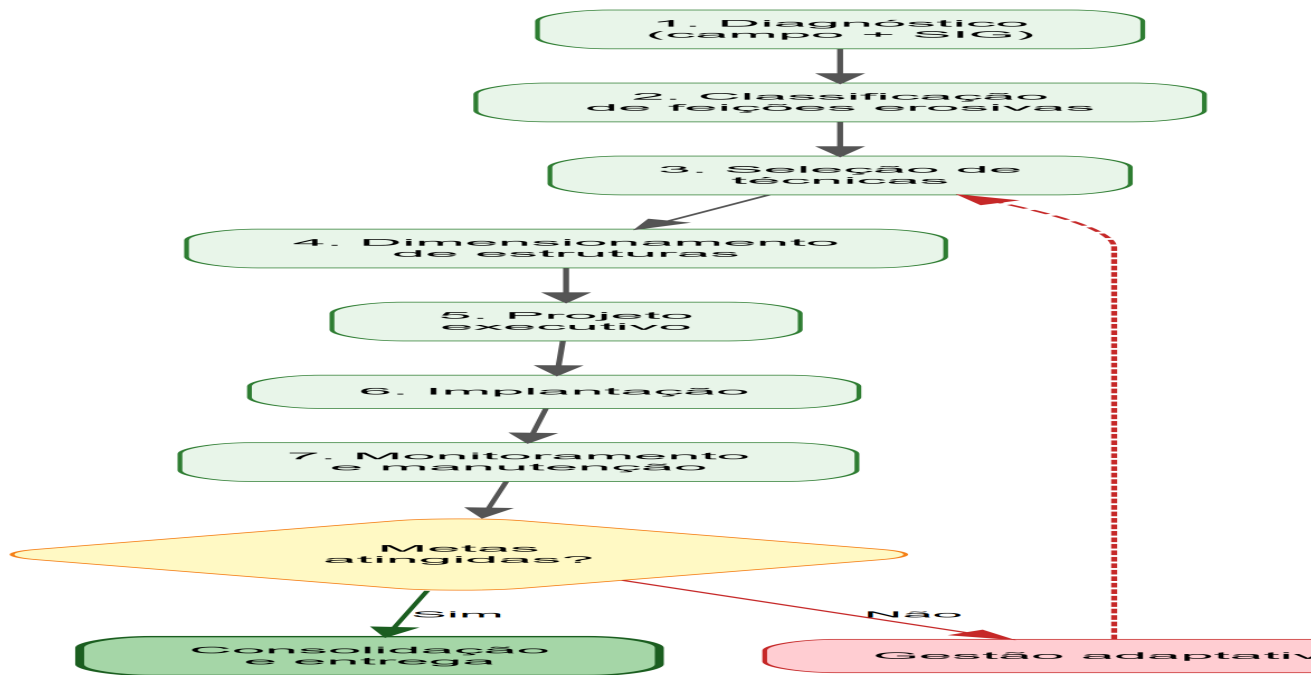 1. Diagnóstico
(campo + SIG)
2. Classificação
de feições erosivas
3. Seleção de
técnicas
4. Dimensionamento
de estruturas
5. Projeto
executivo
6. Implantação
7. Monitoramento
e manutenção
Metas
atingidas?
Sim
Não
Consolidação
e entrega
Gestão